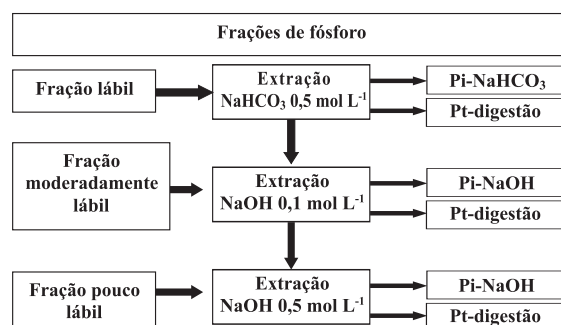 Frações de fósforo
Fração lábil
Extração
NaHCO₃ 0,5 mol L⁻¹
Pi-NaHCO₃
Pt-digestão
Fração
moderadamente
lábil
Extração
NaOH 0,1 mol L⁻¹
Pi-NaOH
Pt-digestão
Fração pouco
lábil
Extração
NaOH 0,5 mol L⁻¹
Pi-NaOH
Pt-digestão